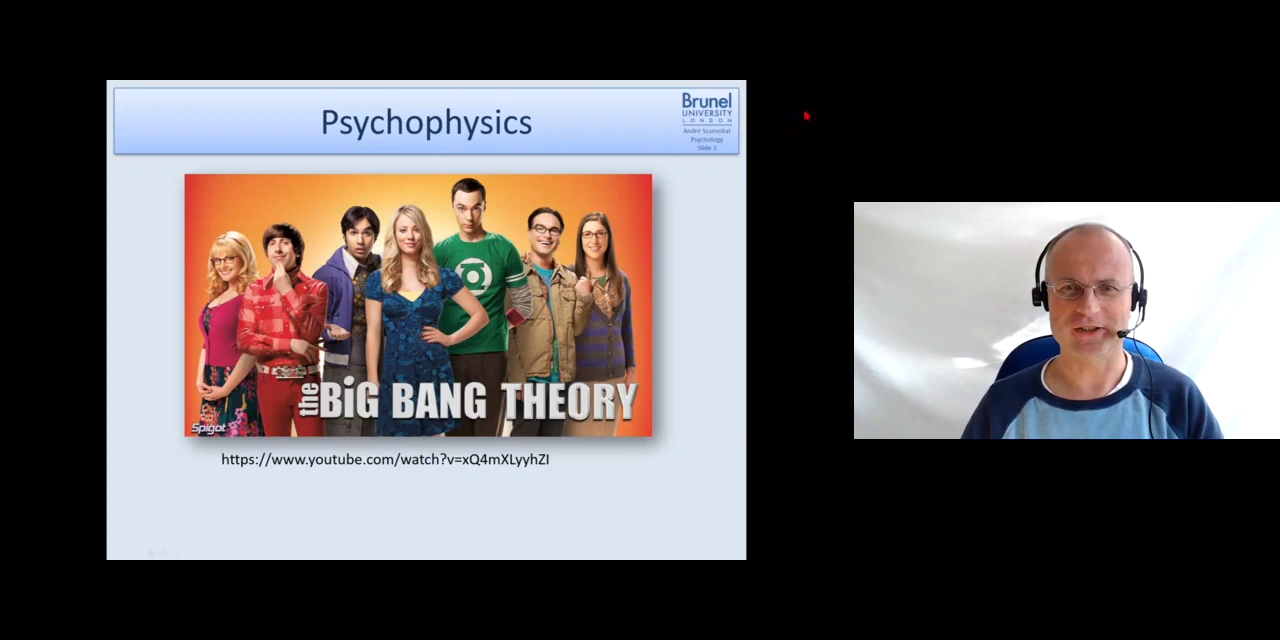 Psychophysics
Brunel
UNIVERSITY
LONDON
André Szameitat
Psychology
Slide 3
the BiG BANG THEORY
Spigot
https://www.youtube.com/watch?v=xQ4mXLyyhZI